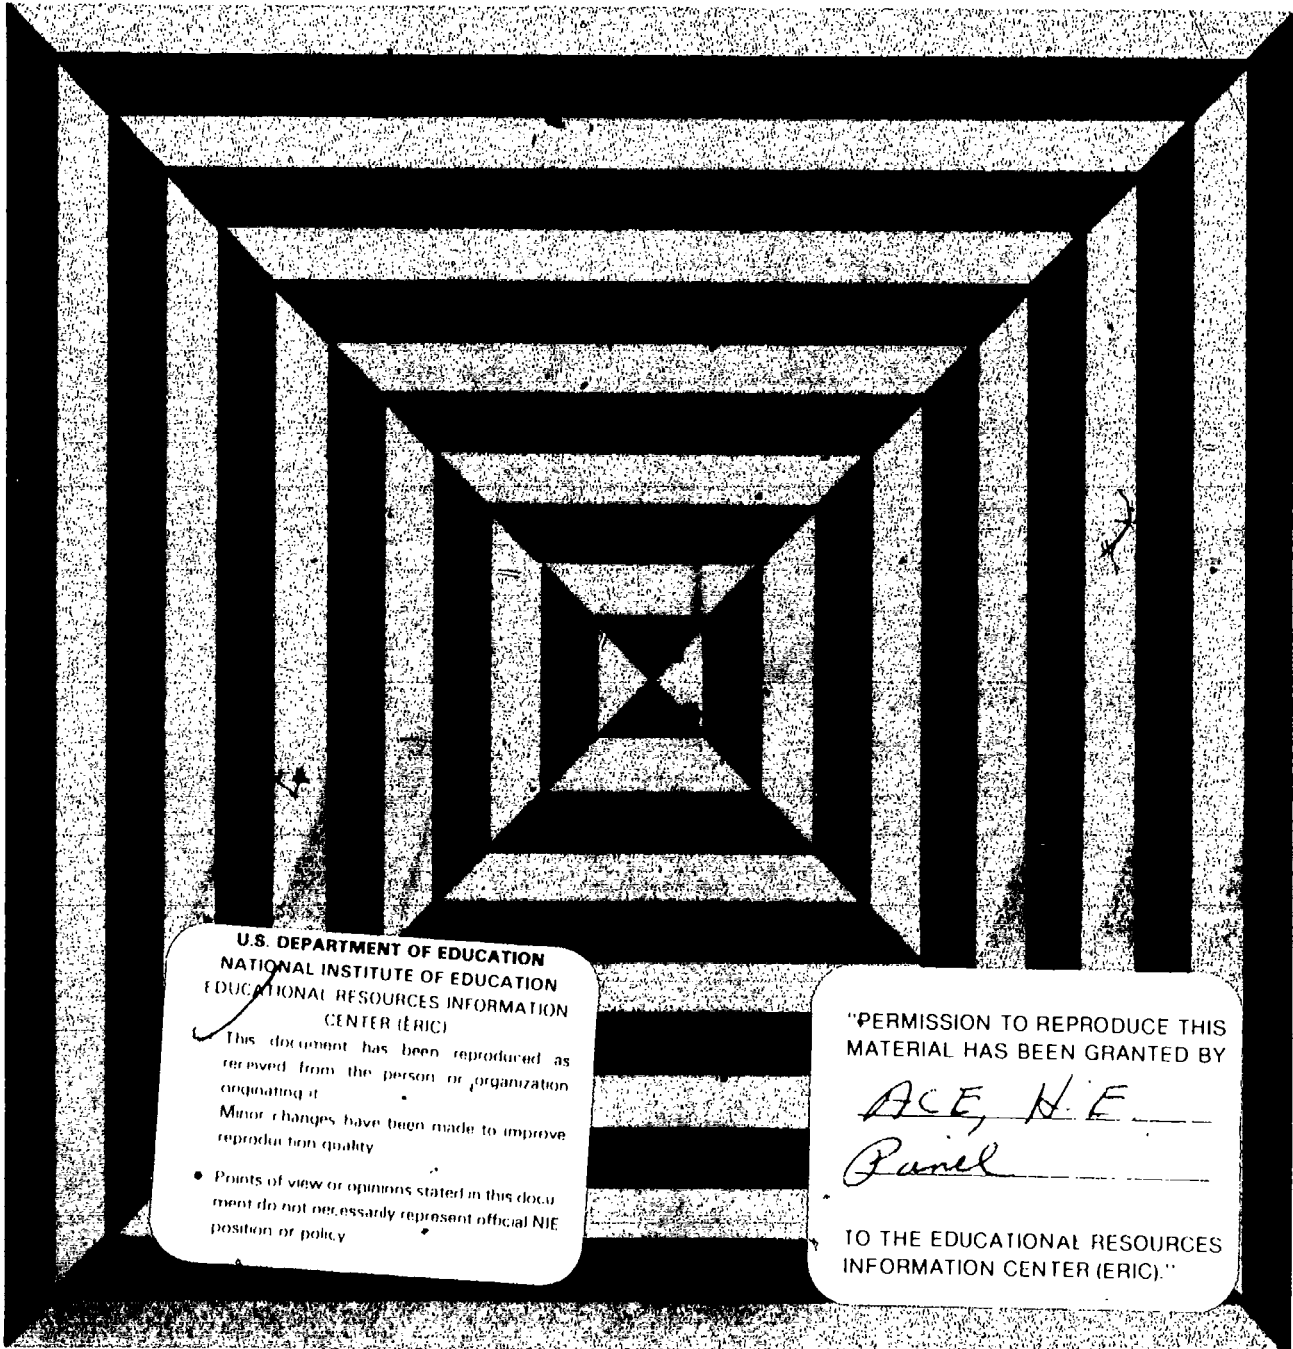 U.S. DEPARTMENT OF EDUCATION
NATIONAL INSTITUTE OF EDUCATION
EDUCATIONAL RESOURCES INFORMATION
CENTER (ERIC)
This document has been reproduced as
received from the person or organization
originating it
Minor changes have been made to improve
reproduction quality
• Points of view or opinions stated in this docu
ment do not necessarily represent official NIE
position or policy
"PERMISSION TO REPRODUCE THIS
MATERIAL HAS BEEN GRANTED BY
ACE, H. E.
Panel
TO THE EDUCATIONAL RESOURCES
INFORMATION CENTER (ERIC)."